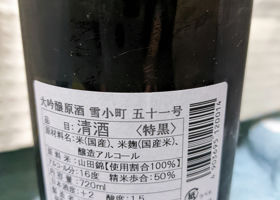 大吟醸原酒 雪小町 五十一号
品目:清酒 〈特黒〉
原材料名:米(国産)、米麹(国産米)、
醸造アルコール
原料米:山田錦【使用割合100%】
アルコール分:16度 精米歩合:50%
内容量:720ml
日本酒度:+2 酸度:1.5